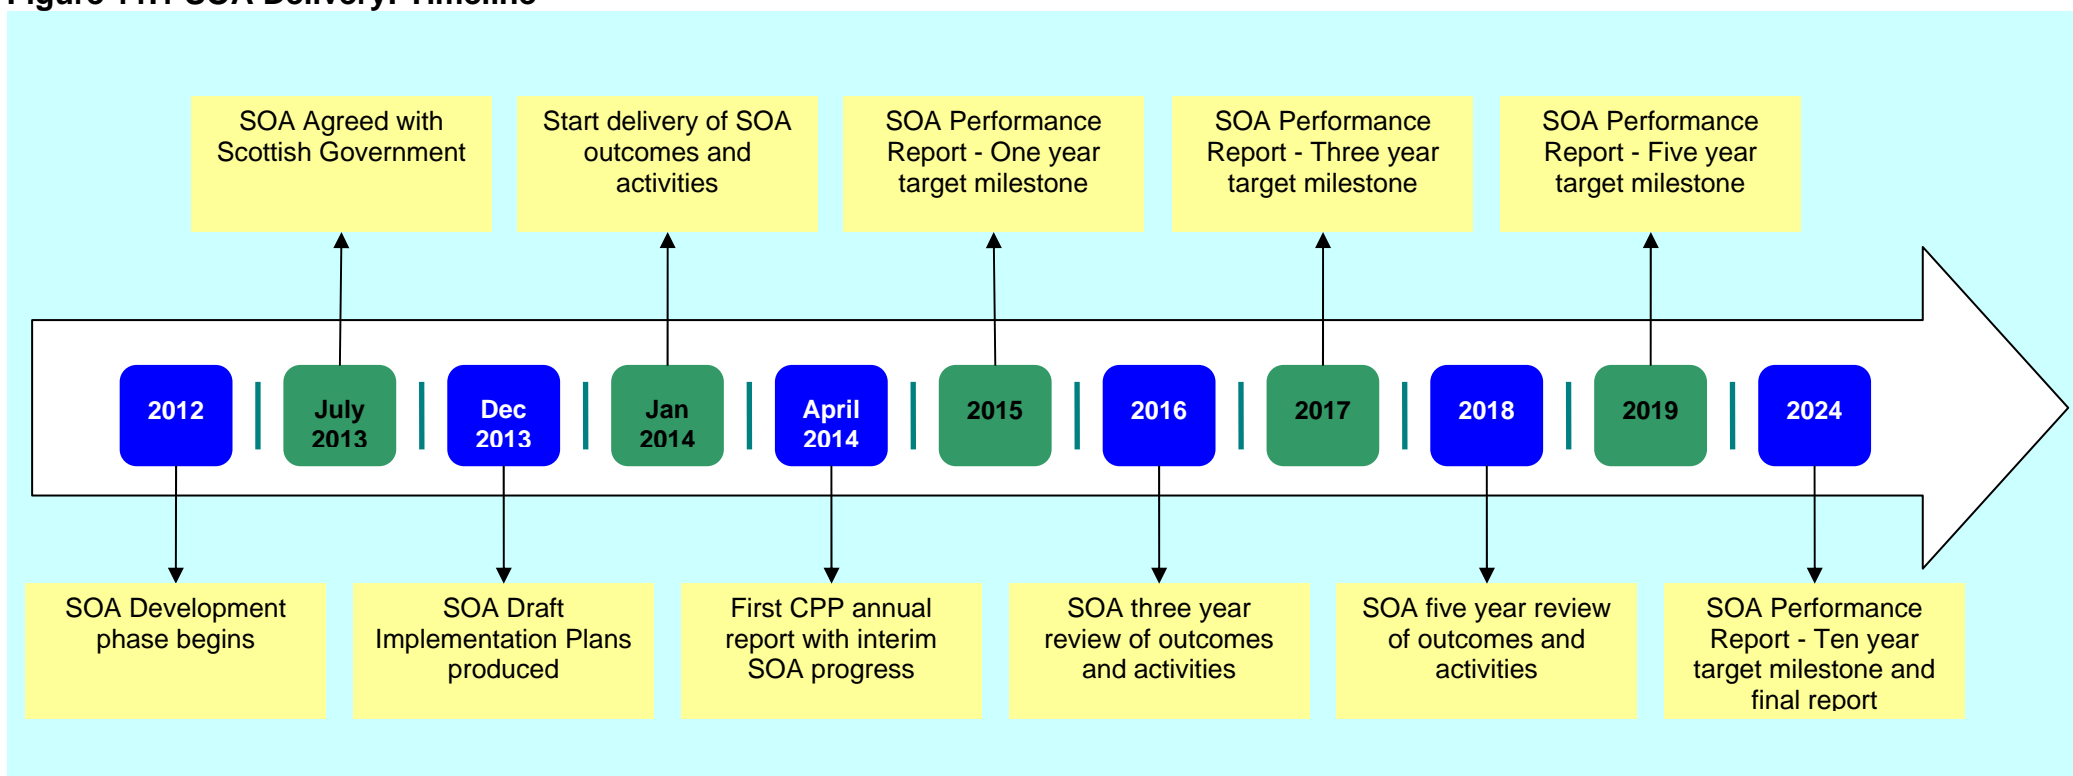 SOA Delivery: Timeline
SOA Agreed with
Scottish Government
Start delivery of SOA
outcomes and
activities
SOA Performance
Report - One year
target milestone
SOA Performance
Report - Three year
target milestone
SOA Performance
Report - Five year
target milestone
2012
July
2013
Dec
2013
Jan
2014
April
2014
2015
2016
2017
2018
2019
2024
SOA Development
phase begins
SOA Draft
Implementation Plans
produced
First CPP annual
report with interim
SOA progress
SOA three year
review of outcomes
and activities
SOA five year review
of outcomes and
activities
SOA Performance
Report - Ten year
target milestone and
final report